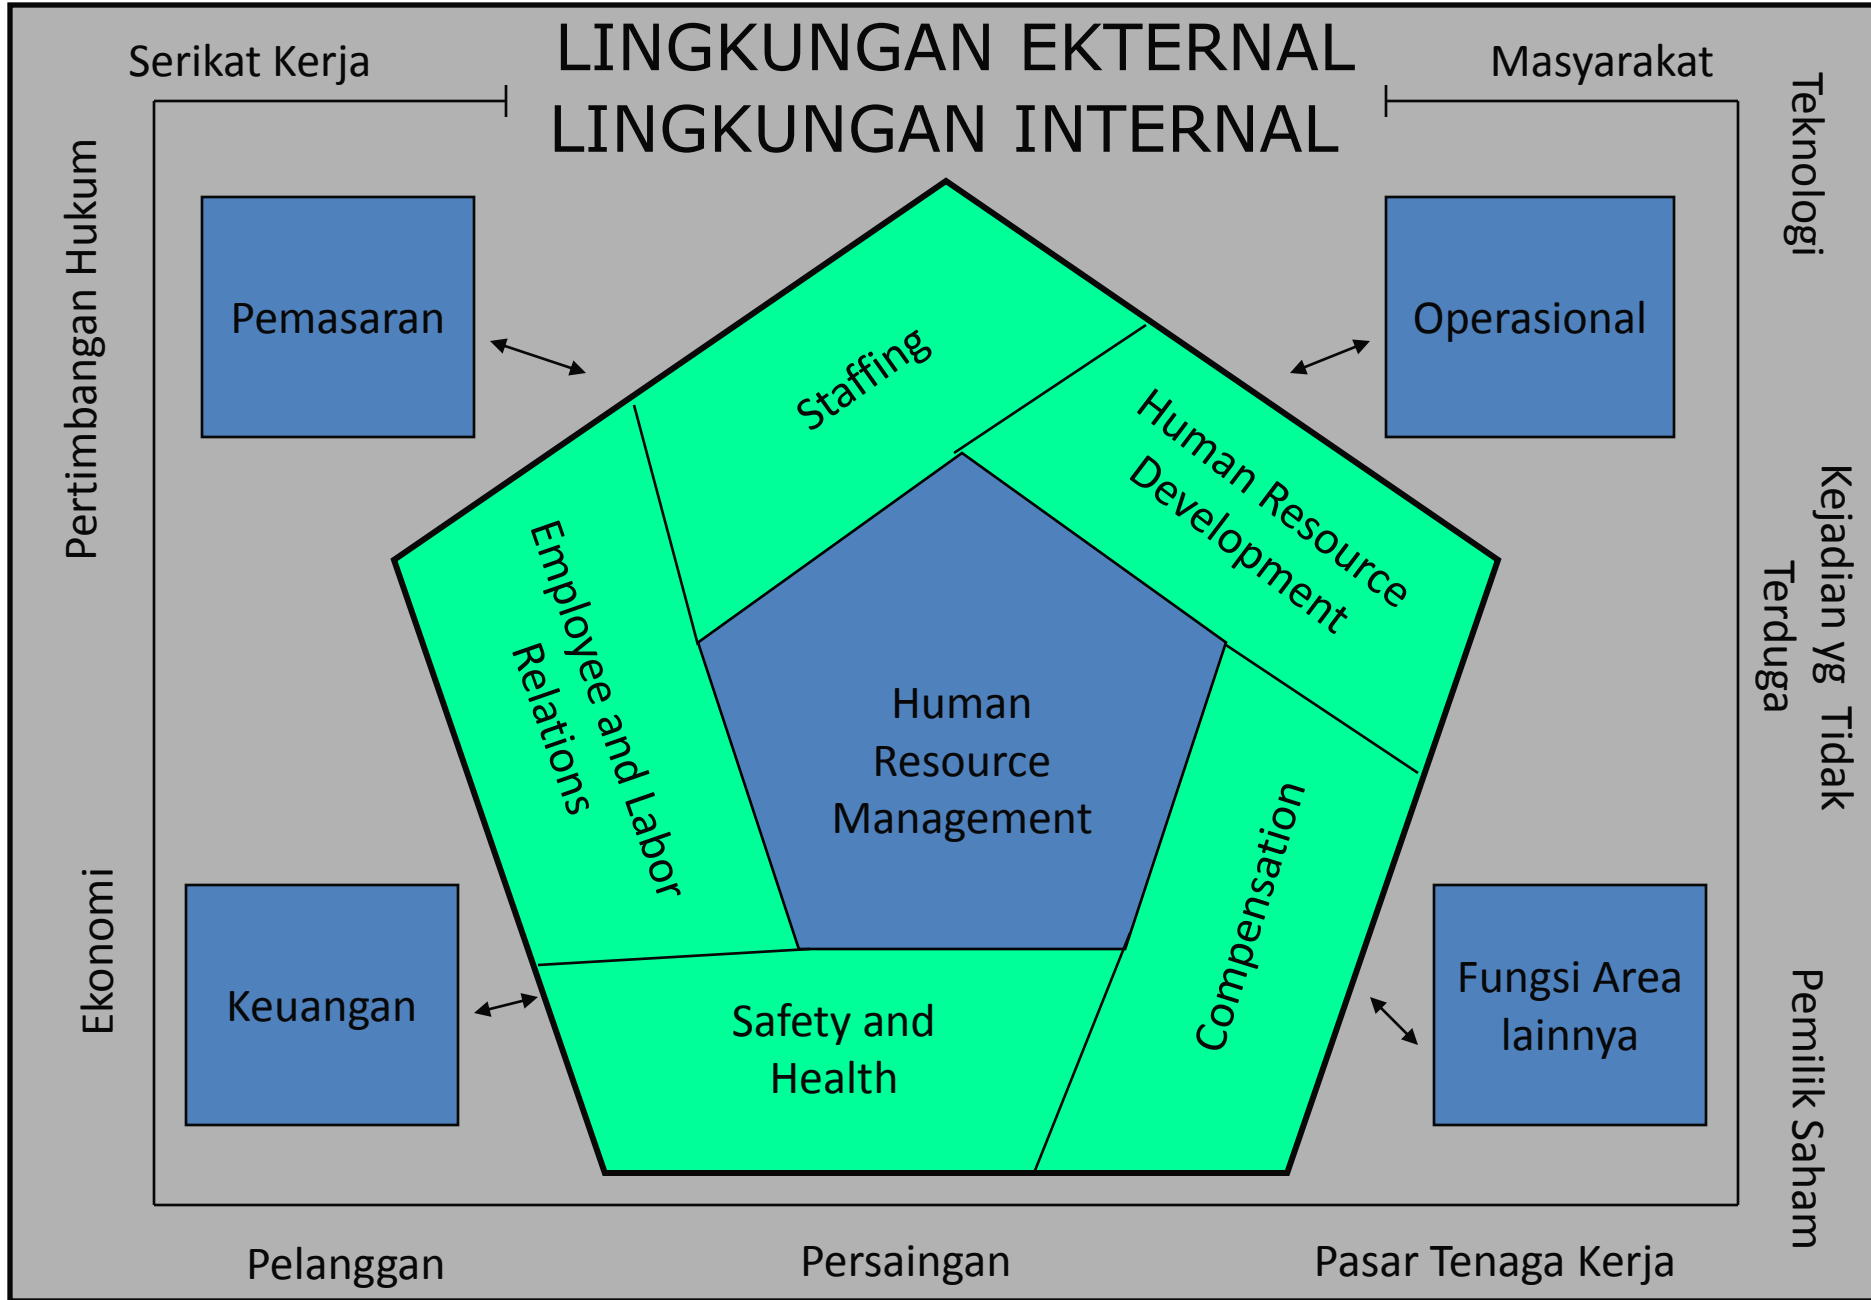 LINGKUNGAN EKTERNAL
Serikat Kerja
Masyarakat
LINGKUNGAN INTERNAL
Teknologi
Pertimbangan Hukum
Pemasaran
Operasional
Staffing
Human Resource
Development
Kejadian yg Tidak
Terduga
Employee and Labor
Relations
Human
Resource
Management
Compensation
Ekonomi
Keuangan
Safety and
Health
Fungsi Area
lainnya
Pemilik Saham
Pelanggan
Persaingan
Pasar Tenaga Kerja